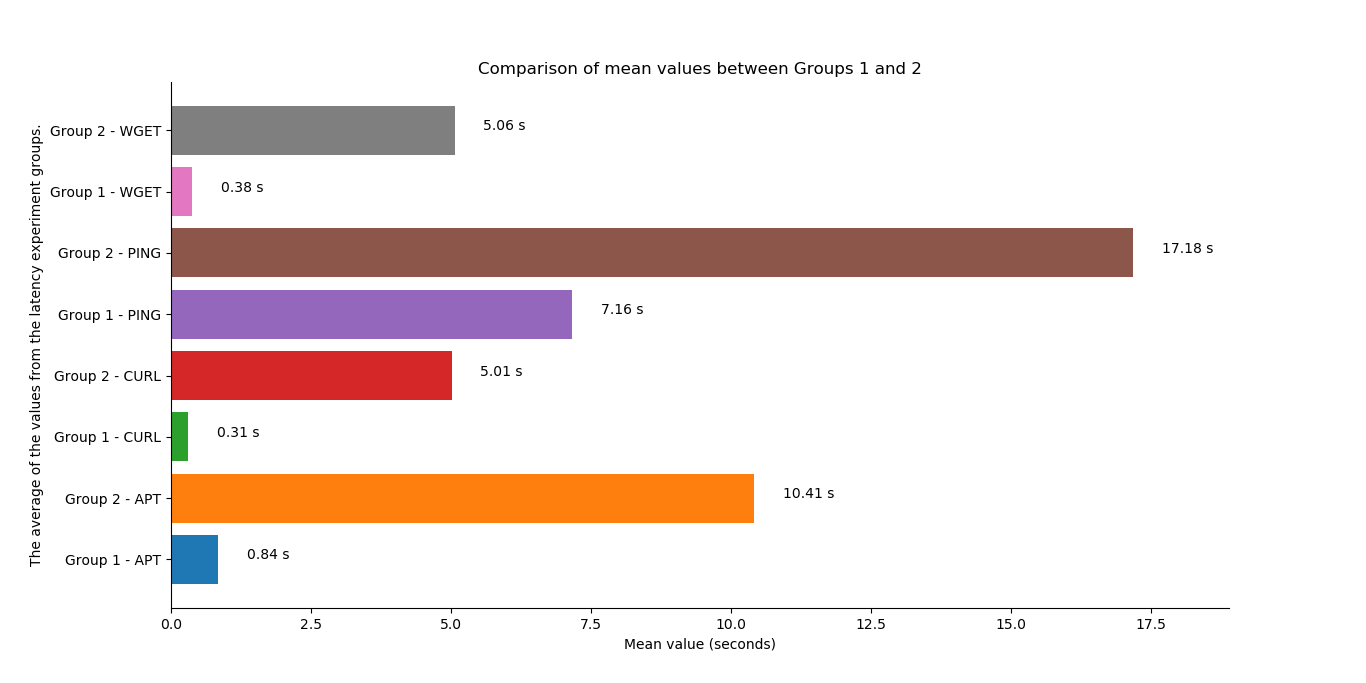 Comparison of mean values between Groups 1 and 2
The average of the values from the latency experiment groups.
Group 2 - WGET
5.06 s
Group 1 - WGET
0.38 s
Group 2 - PING
17.18 s
Group 1 - PING
7.16 s
Group 2 - CURL
5.01 s
Group 1 - CURL
0.31 s
Group 2 - APT
10.41 s
Group 1 - APT
0.84 s
0.0 2.5 5.0 7.5 10.0 12.5 15.0 17.5
Mean value (seconds)